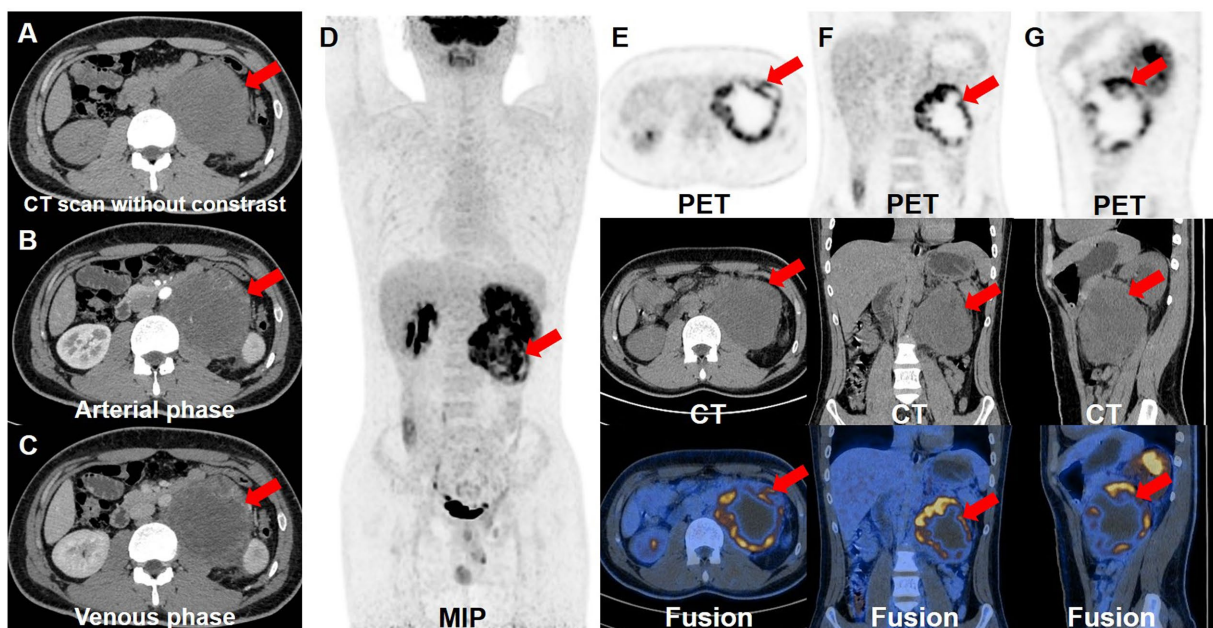 A
CT scan without constrast
B
Arterial phase
C
Venous phase
D
MIP
E
PET
F
PET
G
PET
CT
CT
CT
Fusion
Fusion
Fusion